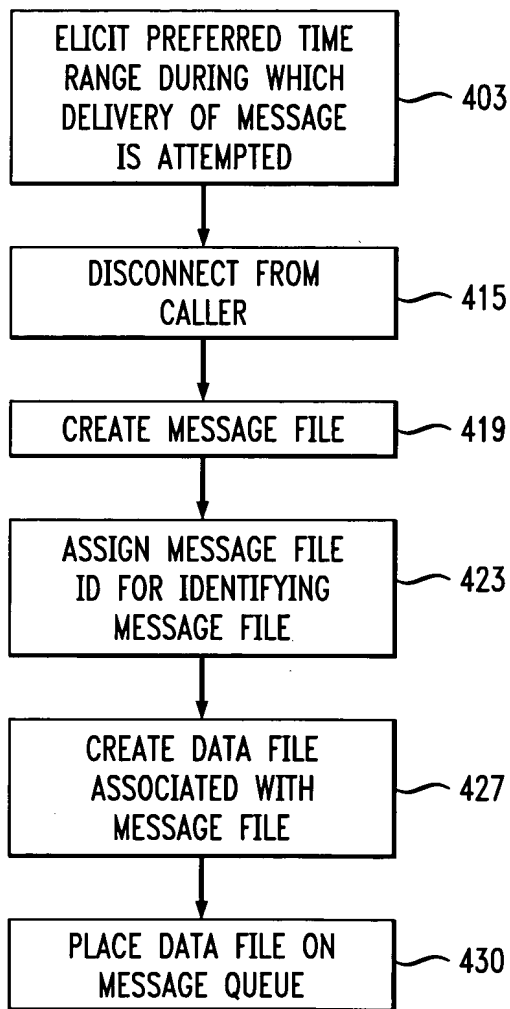 ELICIT PREFERRED TIME
RANGE DURING WHICH
DELIVERY OF MESSAGE
IS ATTEMPTED
403
DISCONNECT FROM
CALLER
415
CREATE MESSAGE FILE
419
ASSIGN MESSAGE FILE
ID FOR IDENTIFYING
MESSAGE FILE
423
CREATE DATA FILE
ASSOCIATED WITH
MESSAGE FILE
427
PLACE DATA FILE ON
MESSAGE QUEUE
430